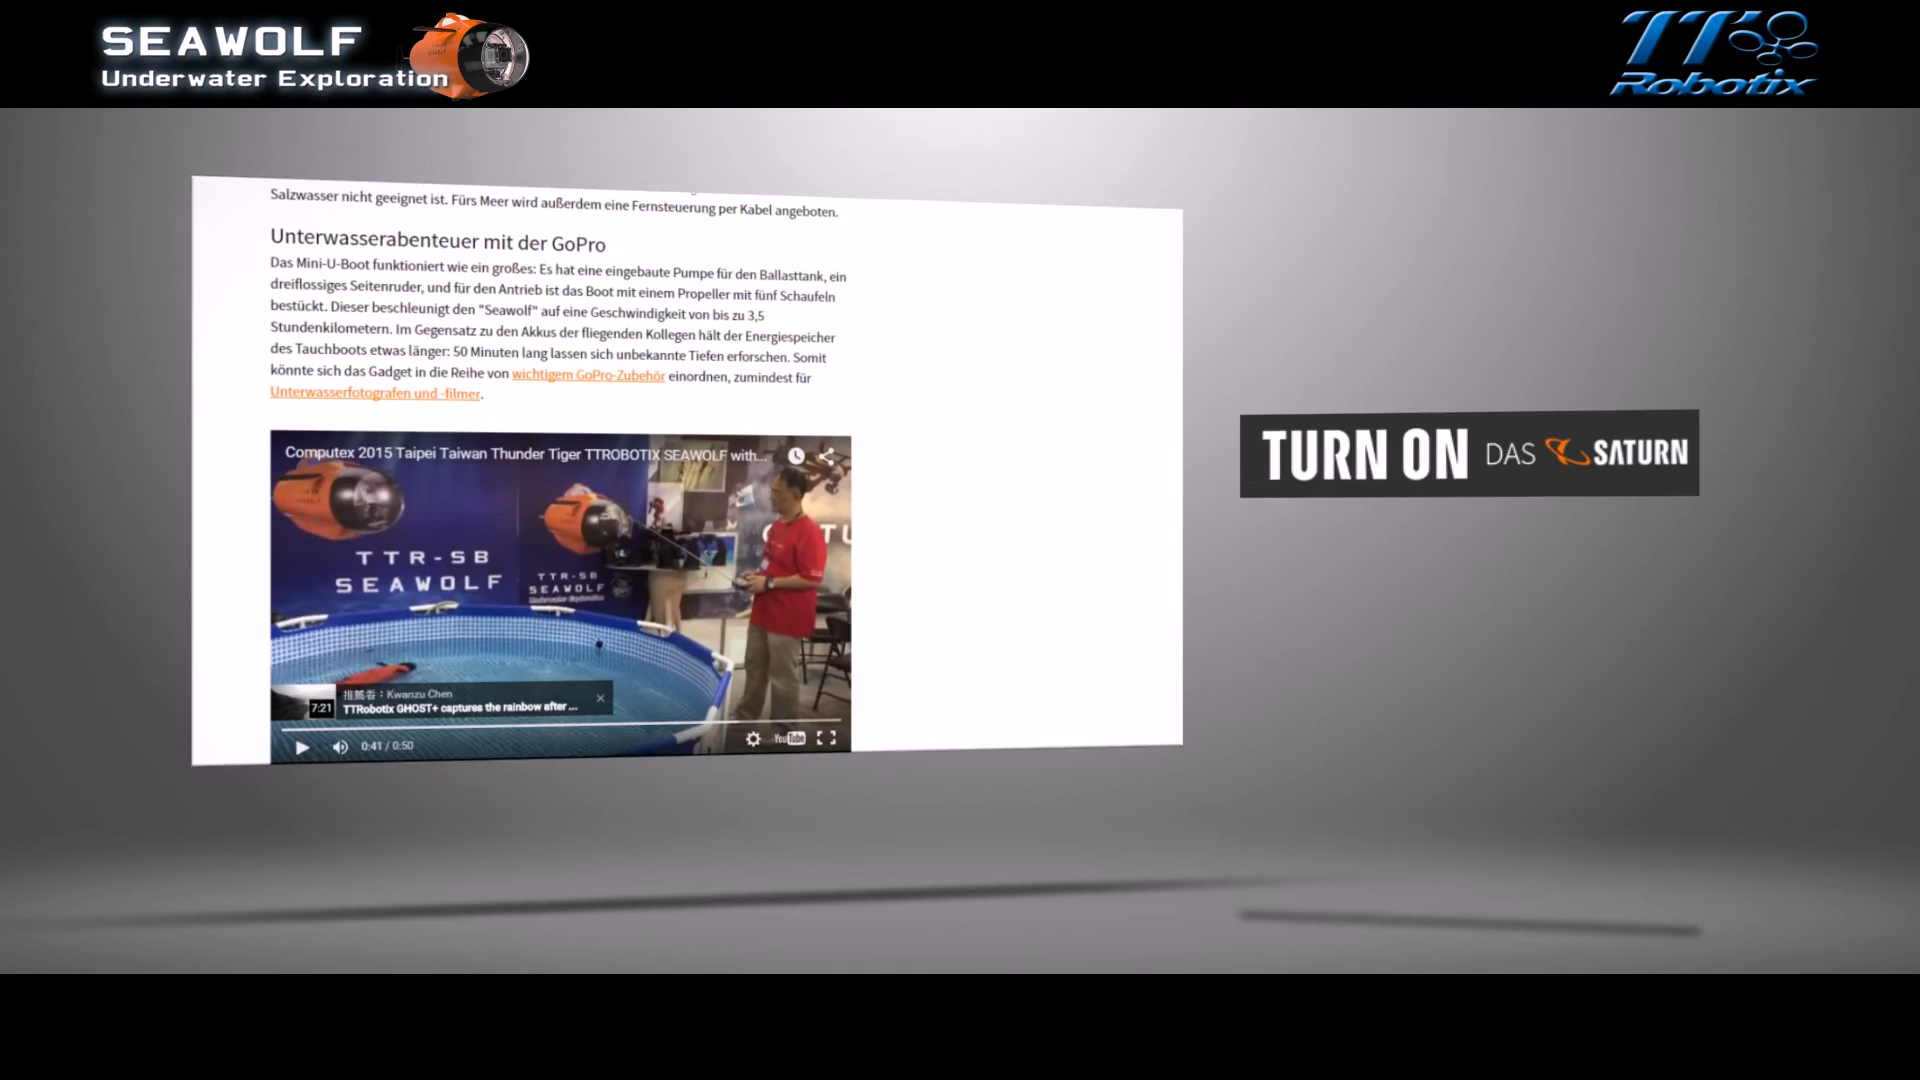 SEAWOLF
Underwater Exploration
TT Robotix
Salzwasser nicht geeignet ist. Fürs Meer wird außerdem eine Fernsteuerung per Kabel angeboten.
Unterwasserabenteuer mit der GoPro
Das Mini-U-Boot funktioniert wie ein großes: Es hat eine eingebaute Pumpe für den Ballasttank, ein
dreiflossiges Seitenruder, und für den Antrieb ist das Boot mit einem Propeller mit fünf Schaufeln
bestückt. Dieser beschleunigt den "Seawolf" auf eine Geschwindigkeit von bis zu 3,5
Stundenkilometern. Im Gegensatz zu den Akkus der fliegenden Kollegen hält der Energiespeicher
des Tauchboots etwas länger: 50 Minuten lang lassen sich unbekannte Tiefen erforschen. Somit
könnte sich das Gadget in die Reihe von wichtigem GoPro-Zubehör einordnen, zumindest für
Unterwasserfotografen und -filmer.
Computex 2015 Taipei Taiwan Thunder Tiger TTROBOTIX SEAWOLF with...
TTR-SB
SEAWOLF
TTR-SB
SEAWOLF
Underwater Exploration
7:21
推薦者：Kwanzu Chen
TTRobotix GHOST+ captures the rainbow after ...
0:41 / 0:50
YouTube
TURN ON DAS SATURN